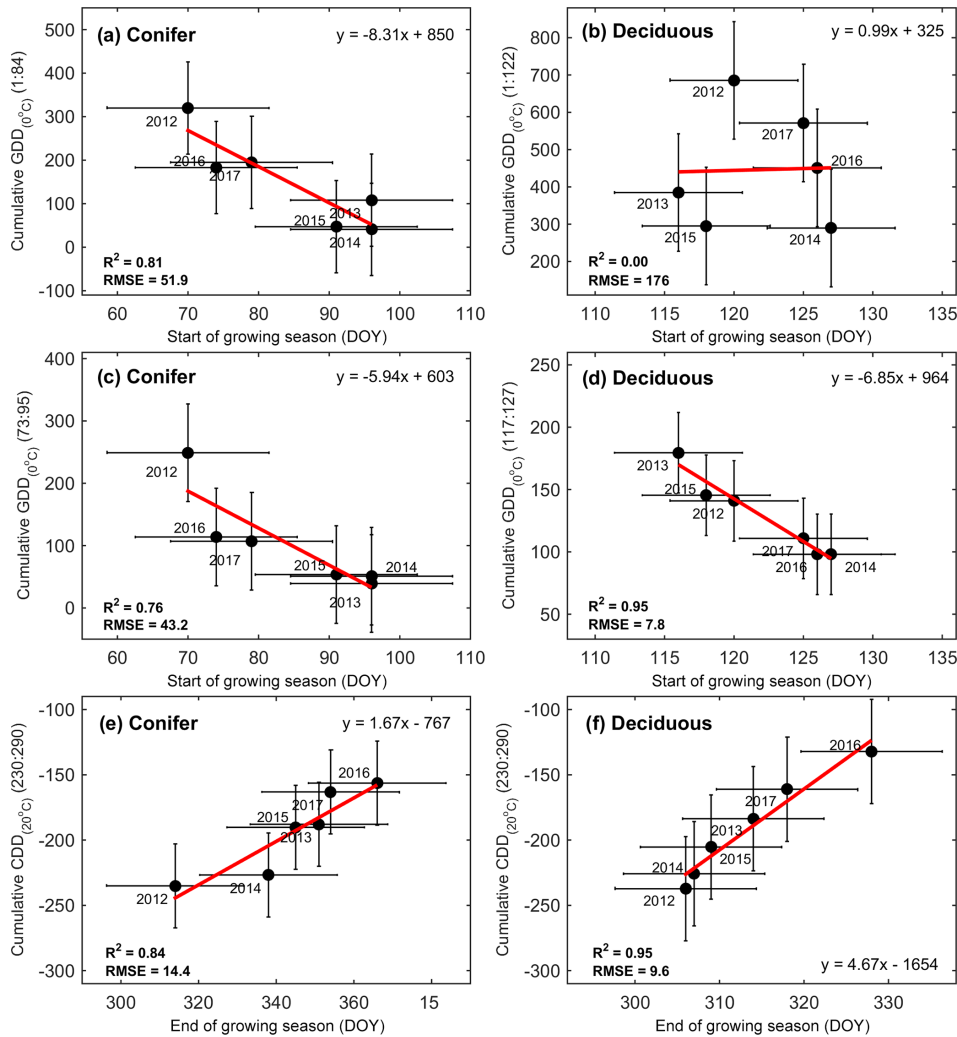 (a) Conifer
y = -8.31x + 850
Cumulative GDD(0°C) (1:84)
500
400
300
200
100
0
-100
2012
2016
2017
2013
2015
2014
R2 = 0.81
RMSE = 51.9
60 70 80 90 100 110
Start of growing season (DOY)
(b) Deciduous
y = 0.99x + 325
Cumulative GDD(0°C) (1:122)
800
700
600
500
400
300
200
2012
2017
2016
2013
2015
2014
R2 = 0.00
RMSE = 176
110 115 120 125 130 135
Start of growing season (DOY)
(c) Conifer
y = -5.94x + 603
Cumulative GDD(0°C) (73:95)
400
300
200
100
0
2012
2016
2017
2015
2014
2013
R2 = 0.76
RMSE = 43.2
60 70 80 90 100 110
Start of growing season (DOY)
(d) Deciduous
y = -6.85x + 964
Cumulative GDD(0°C) (117:127)
250
200
150
100
50
2013
2015
2012
2017
2016
2014
R2 = 0.95
RMSE = 7.8
110 115 120 125 130 135
Start of growing season (DOY)
(e) Conifer
y = 1.67x - 767
Cumulative CDD(20°C) (230:290)
-100
-150
-200
-250
-300
2016
2017
2015
2013
2014
2012
R2 = 0.84
RMSE = 14.4
300 320 340 360 15
End of growing season (DOY)
(f) Deciduous
Cumulative CDD(20°C) (230:290)
-100
-150
-200
-250
-300
2016
2017
2013
2015
2014
2012
R2 = 0.95
RMSE = 9.6
y = 4.67x - 1654
300 310 320 330
End of growing season (DOY)